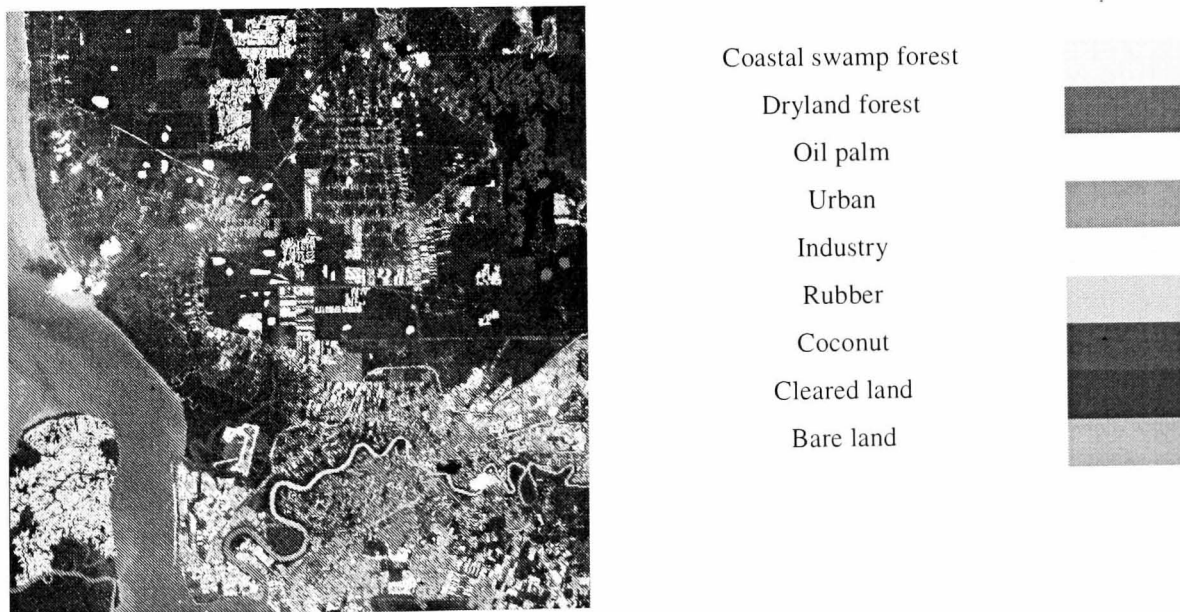 Coastal swamp forest
Dryland forest
Oil palm
Urban
Industry
Rubber
Coconut
Cleared land
Bare land